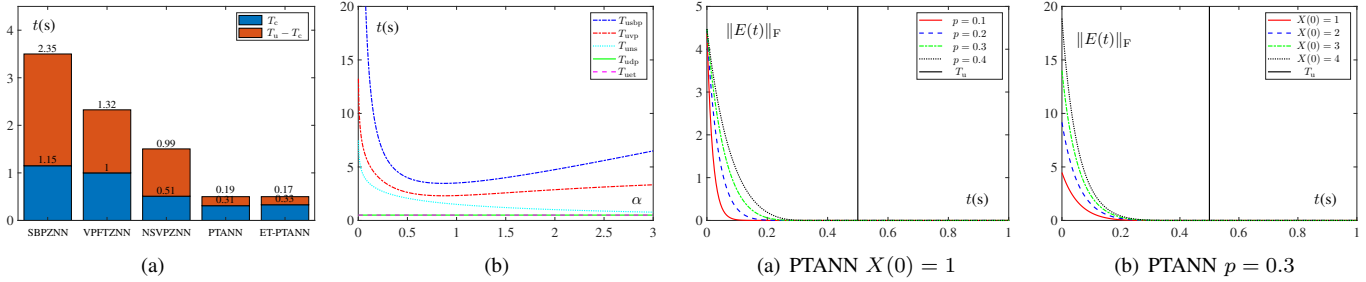 t(s)
T_c
T_u − T_c
4
3
2
1
0
2.35
1.15
1.32
1
0.99
0.51
0.19
0.31
0.17
0.33
SBPZNN VPFTZNN NSVPZNN PTANN ET-PTANN
(a)
t(s)
T_usbp
T_uvp
T_uns
T_udp
T_uet
20
15
10
5
0
α
0 0.5 1 1.5 2 2.5 3
(b)
‖E(t)‖_F
p = 0.1
p = 0.2
p = 0.3
p = 0.4
T_u
5
4
3
2
1
0
t(s)
0 0.2 0.4 0.6 0.8 1
(a) PTANN X(0) = 1
‖E(t)‖_F
X(0) = 1
X(0) = 2
X(0) = 3
X(0) = 4
T_u
20
15
10
5
0
t(s)
0 0.2 0.4 0.6 0.8 1
(b) PTANN p = 0.3